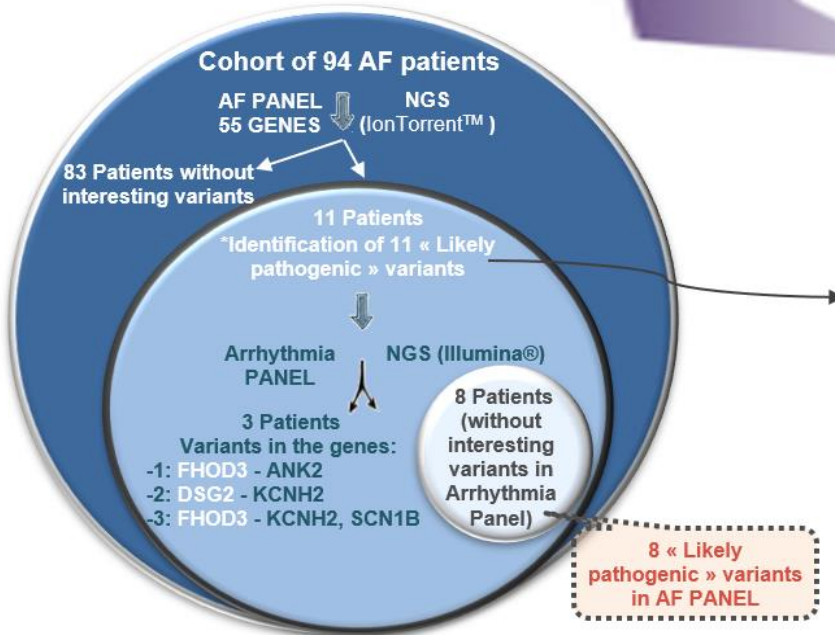 Cohort of 94 AF patients
AF PANEL
55 GENES
NGS
(IonTorrent™ )
83 Patients without
interesting variants
11 Patients
*Identification of 11 « Likely
pathogenic » variants
Arrhythmia
PANEL
NGS (Illumina®)
3 Patients
Variants in the genes:
-1: FHOD3 - ANK2
-2: DSG2 - KCNH2
-3: FHOD3 - KCNH2, SCN1B
8 Patients
(without
interesting
variants in
Arrhythmia
Panel)
8 « Likely
pathogenic » variants
in AF PANEL